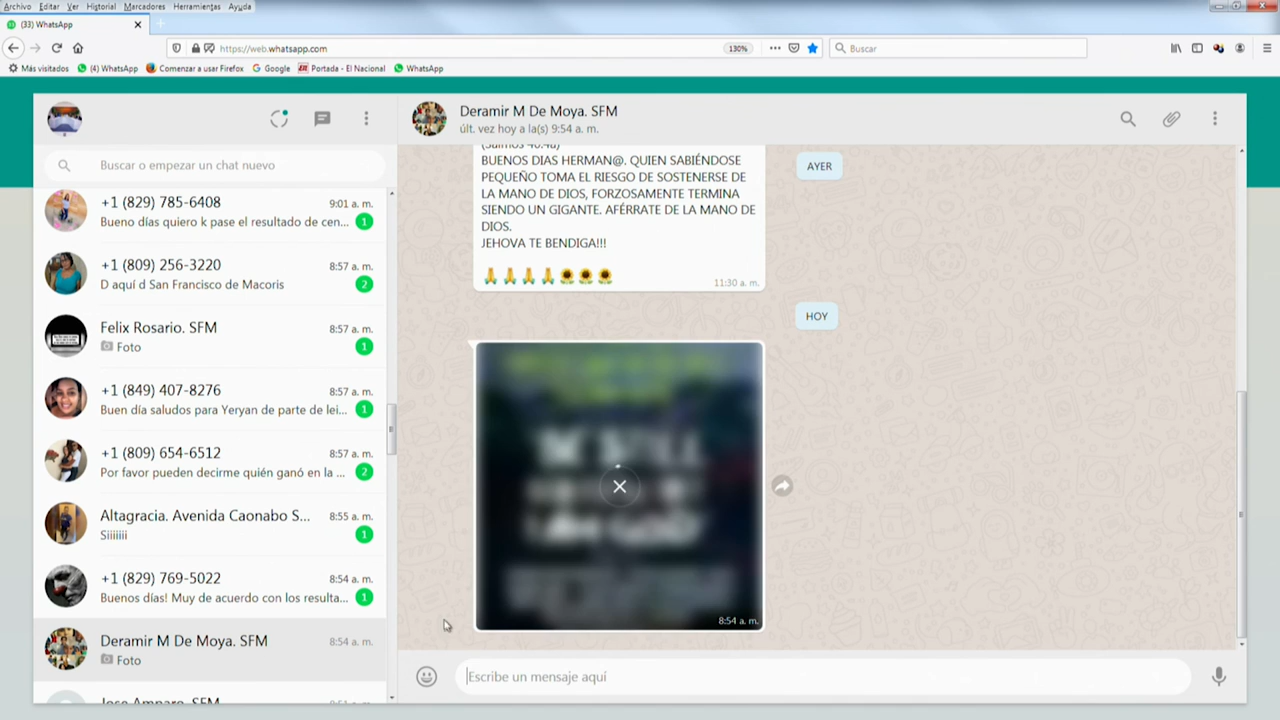 Archivo Editar Ver Historial Marcadores Herramientas Ayuda
(33) WhatsApp
https://web.whatsapp.com
130%
Buscar
Más visitados
(4) WhatsApp
Comenzar a usar Firefox
Google
Portada - El Nacional
WhatsApp
Buscar o empezar un chat nuevo
+1 (829) 785-6408 9:01 a. m.
Bueno días quiero k pase el resultado de cen... 1
+1 (809) 256-3220 8:57 a. m.
D aquí d San Francisco de Macoris 2
Felix Rosario. SFM 8:57 a. m.
Foto 1
+1 (849) 407-8276 8:57 a. m.
Buen día saludos para Yeryan de parte de lei... 1
+1 (809) 654-6512 8:57 a. m.
Por favor pueden decirme quién ganó en la ... 2
Altagracia. Avenida Caonabo S... 8:55 a. m.
Siiiiiii 1
+1 (829) 769-5022 8:54 a. m.
Buenos días! Muy de acuerdo con los resulta... 1
Deramir M De Moya. SFM 8:54 a. m.
Foto
Jose Amparo. SFM
Deramir M De Moya. SFM
últ. vez hoy a la(s) 9:54 a. m.
AYER
BUENOS DIAS HERMAN@. QUIEN SABIÉNDOSE
PEQUEÑO TOMA EL RIESGO DE SOSTENERSE DE
LA MANO DE DIOS, FORZOSAMENTE TERMINA
SIENDO UN GIGANTE. AFÉRRATE DE LA MANO DE
DIOS.
JEHOVA TE BENDIGA!!!
🙏🙏🙏🙏🌻🌻🌻 11:30 a. m.
HOY
8:54 a. m.
Escribe un mensaje aquí